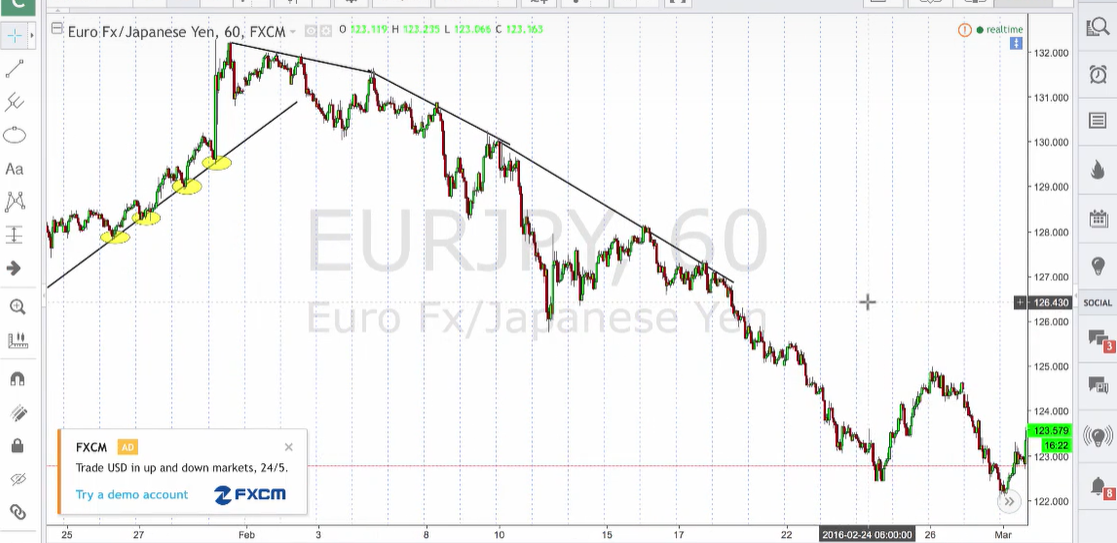 Euro Fx/Japanese Yen, 60, FXCM O 123.119 H 123.235 L 123.066 C 123.163
realtime
132.000
131.000
130.000
129.000
128.000
127.000
126.430
126.000
125.000
124.000
123.579
16:22
123.000
122.000
EURJPY, 60
Euro Fx/Japanese Yen
Aa
SOCIAL
3
8
FXCM AD
Trade USD in up and down markets, 24/5.
Try a demo account FXCM
25 27 Feb 3 8 10 15 17 22 2016-02-24 06:00:00 26 Mar